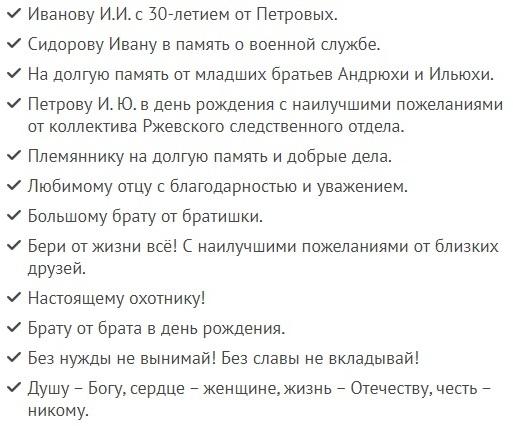 ✓ Иванову И.И. с 30-летием от Петровых.
✓ Сидорову Ивану в память о военной службе.
✓ На долгую память от младших братьев Андрюхи и Ильюхи.
✓ Петрову И. Ю. в день рождения с наилучшими пожеланиями
от коллектива Ржевского следственного отдела.
✓ Племяннику на долгую память и добрые дела.
✓ Любимому отцу с благодарностью и уважением.
✓ Большому брату от братишки.
✓ Бери от жизни всё! С наилучшими пожеланиями от близких
друзей.
✓ Настоящему охотнику!
✓ Брату от брата в день рождения.
✓ Без нужды не вынимай! Без славы не вкладывай!
✓ Душу – Богу, сердце – женщине, жизнь – Отечеству, честь –
никому.